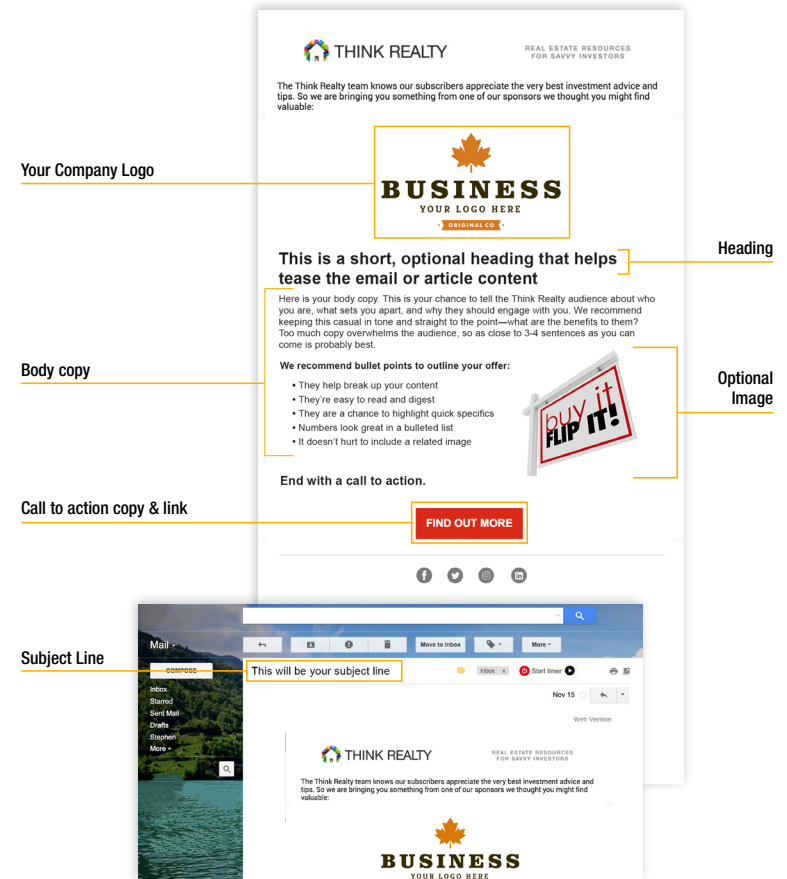 THINK REALTY
REAL ESTATE RESOURCES
FOR SAVVY INVESTORS
The Think Realty team knows our subscribers appreciate the very best investment advice and
tips. So we are bringing you something from one of our sponsors we thought you might find
valuable:
Your Company Logo
BUSINESS
YOUR LOGO HERE
ORIGINAL CO
Heading
This is a short, optional heading that helps
tease the email or article content
Here is your body copy. This is your chance to tell the Think Realty audience about who
you are, what sets you apart, and why they should engage with you. We recommend
keeping this casual in tone and straight to the point—what are the benefits to them?
Too much copy overwhelms the audience, so as close to 3-4 sentences as you can
come is probably best.
Body copy
We recommend bullet points to outline your offer:
• They help break up your content
• They're easy to read and digest
• They are a chance to highlight quick specifics
• Numbers look great in a bulleted list
• It doesn't hurt to include a related image
Optional
Image
buy it
FLIP IT!
End with a call to action.
Call to action copy & link
FIND OUT MORE
Mail
Move to Inbox
More
Subject Line
COMPOSE
This will be your subject line
Inbox x
Start timer
Inbox
Starred
Sent Mail
Drafts
Stephen
More
Nov 15
Web Version
THINK REALTY
REAL ESTATE RESOURCES
FOR SAVVY INVESTORS
The Think Realty team knows our subscribers appreciate the very best investment advice and
tips. So we are bringing you something from one of our sponsors we thought you might find
valuable:
BUSINESS
YOUR LOGO HERE